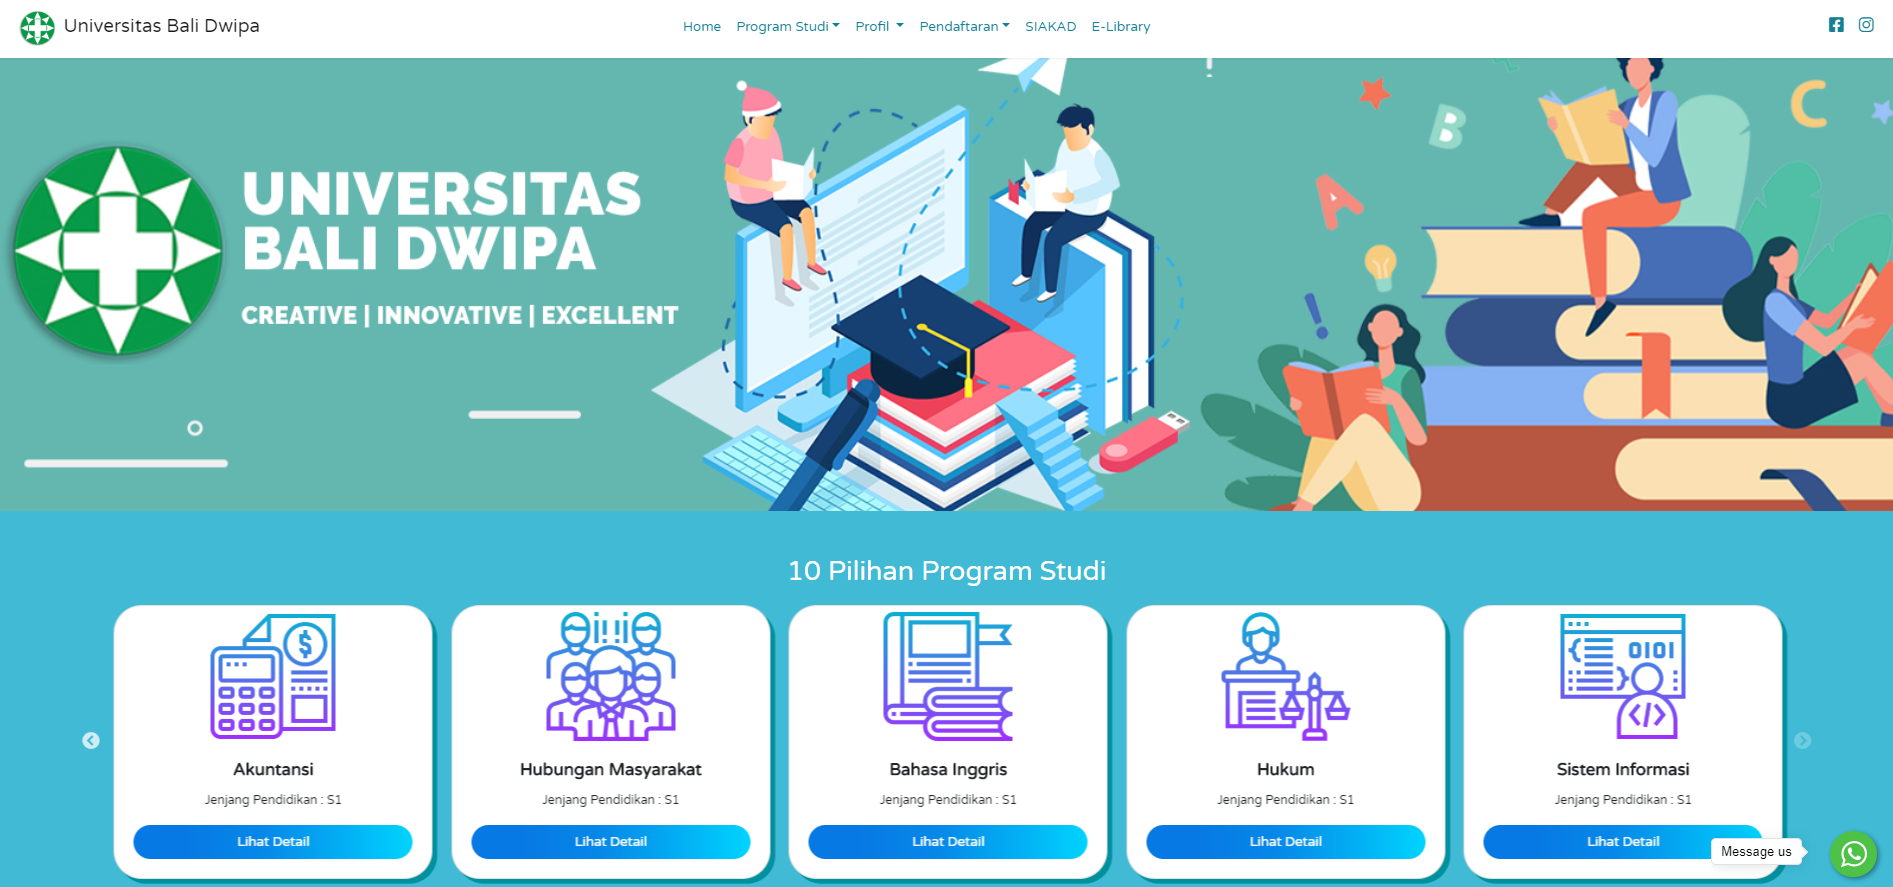 Universitas Bali Dwipa
Home Program Studi Profil Pendaftaran SIAKAD E-Library
UNIVERSITAS
BALI DWIPA
CREATIVE | INNOVATIVE | EXCELLENT
B
C
A
!
10 Pilihan Program Studi
Akuntansi
Jenjang Pendidikan : S1
Lihat Detail
Hubungan Masyarakat
Jenjang Pendidikan : S1
Lihat Detail
Bahasa Inggris
Jenjang Pendidikan : S1
Lihat Detail
Hukum
Jenjang Pendidikan : S1
Lihat Detail
0101
Sistem Informasi
Jenjang Pendidikan : S1
Lihat Detail
Message us